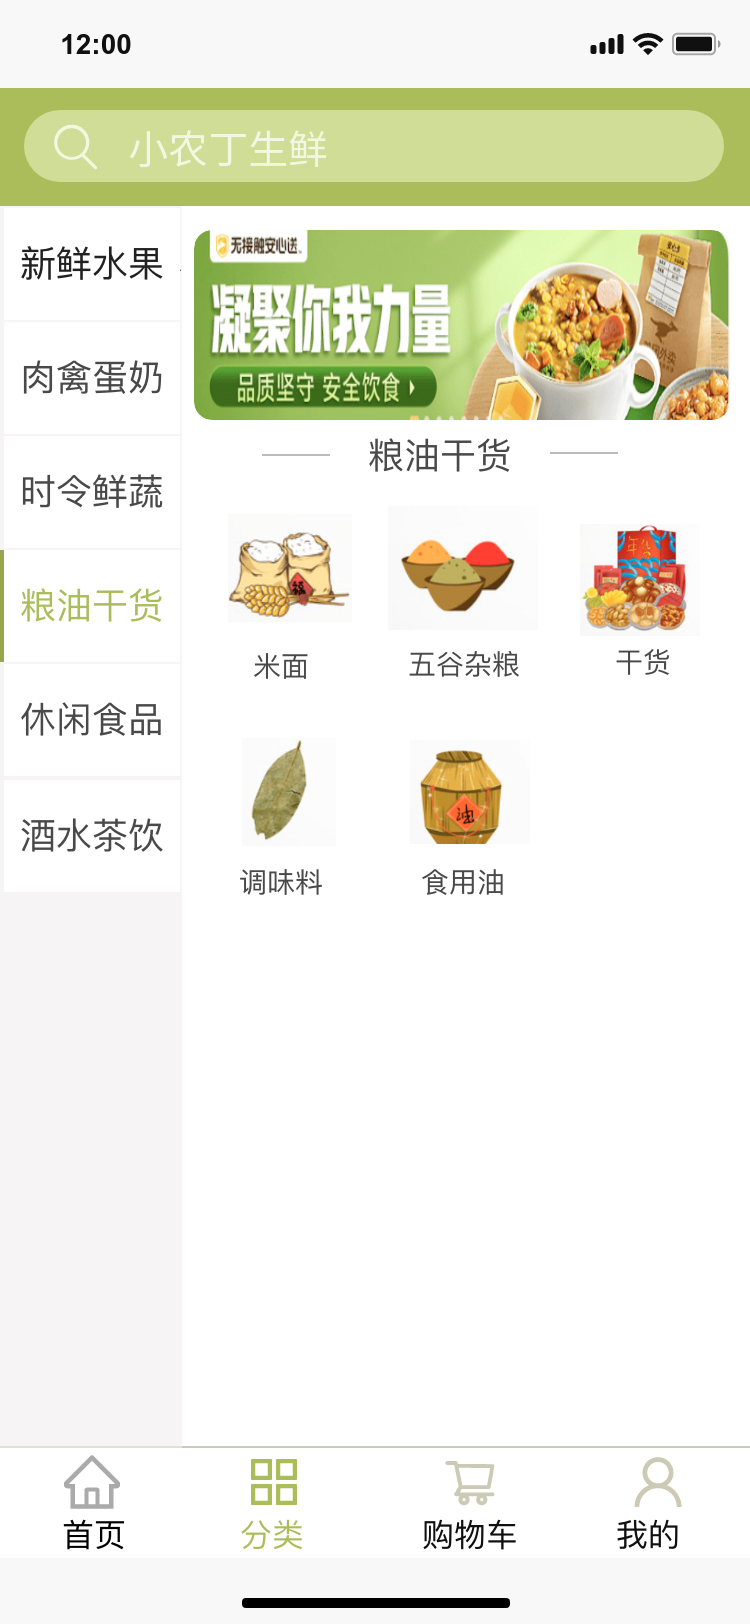 12:00
小农丁生鲜
新鲜水果
肉禽蛋奶
时令鲜蔬
粮油干货
休闲食品
酒水茶饮
无接触安心送
凝聚你我力量
品质坚守 安全饮食
粮油干货
福
年货
米面
五谷杂粮
干货
油
调味料
食用油
首页
分类
购物车
我的